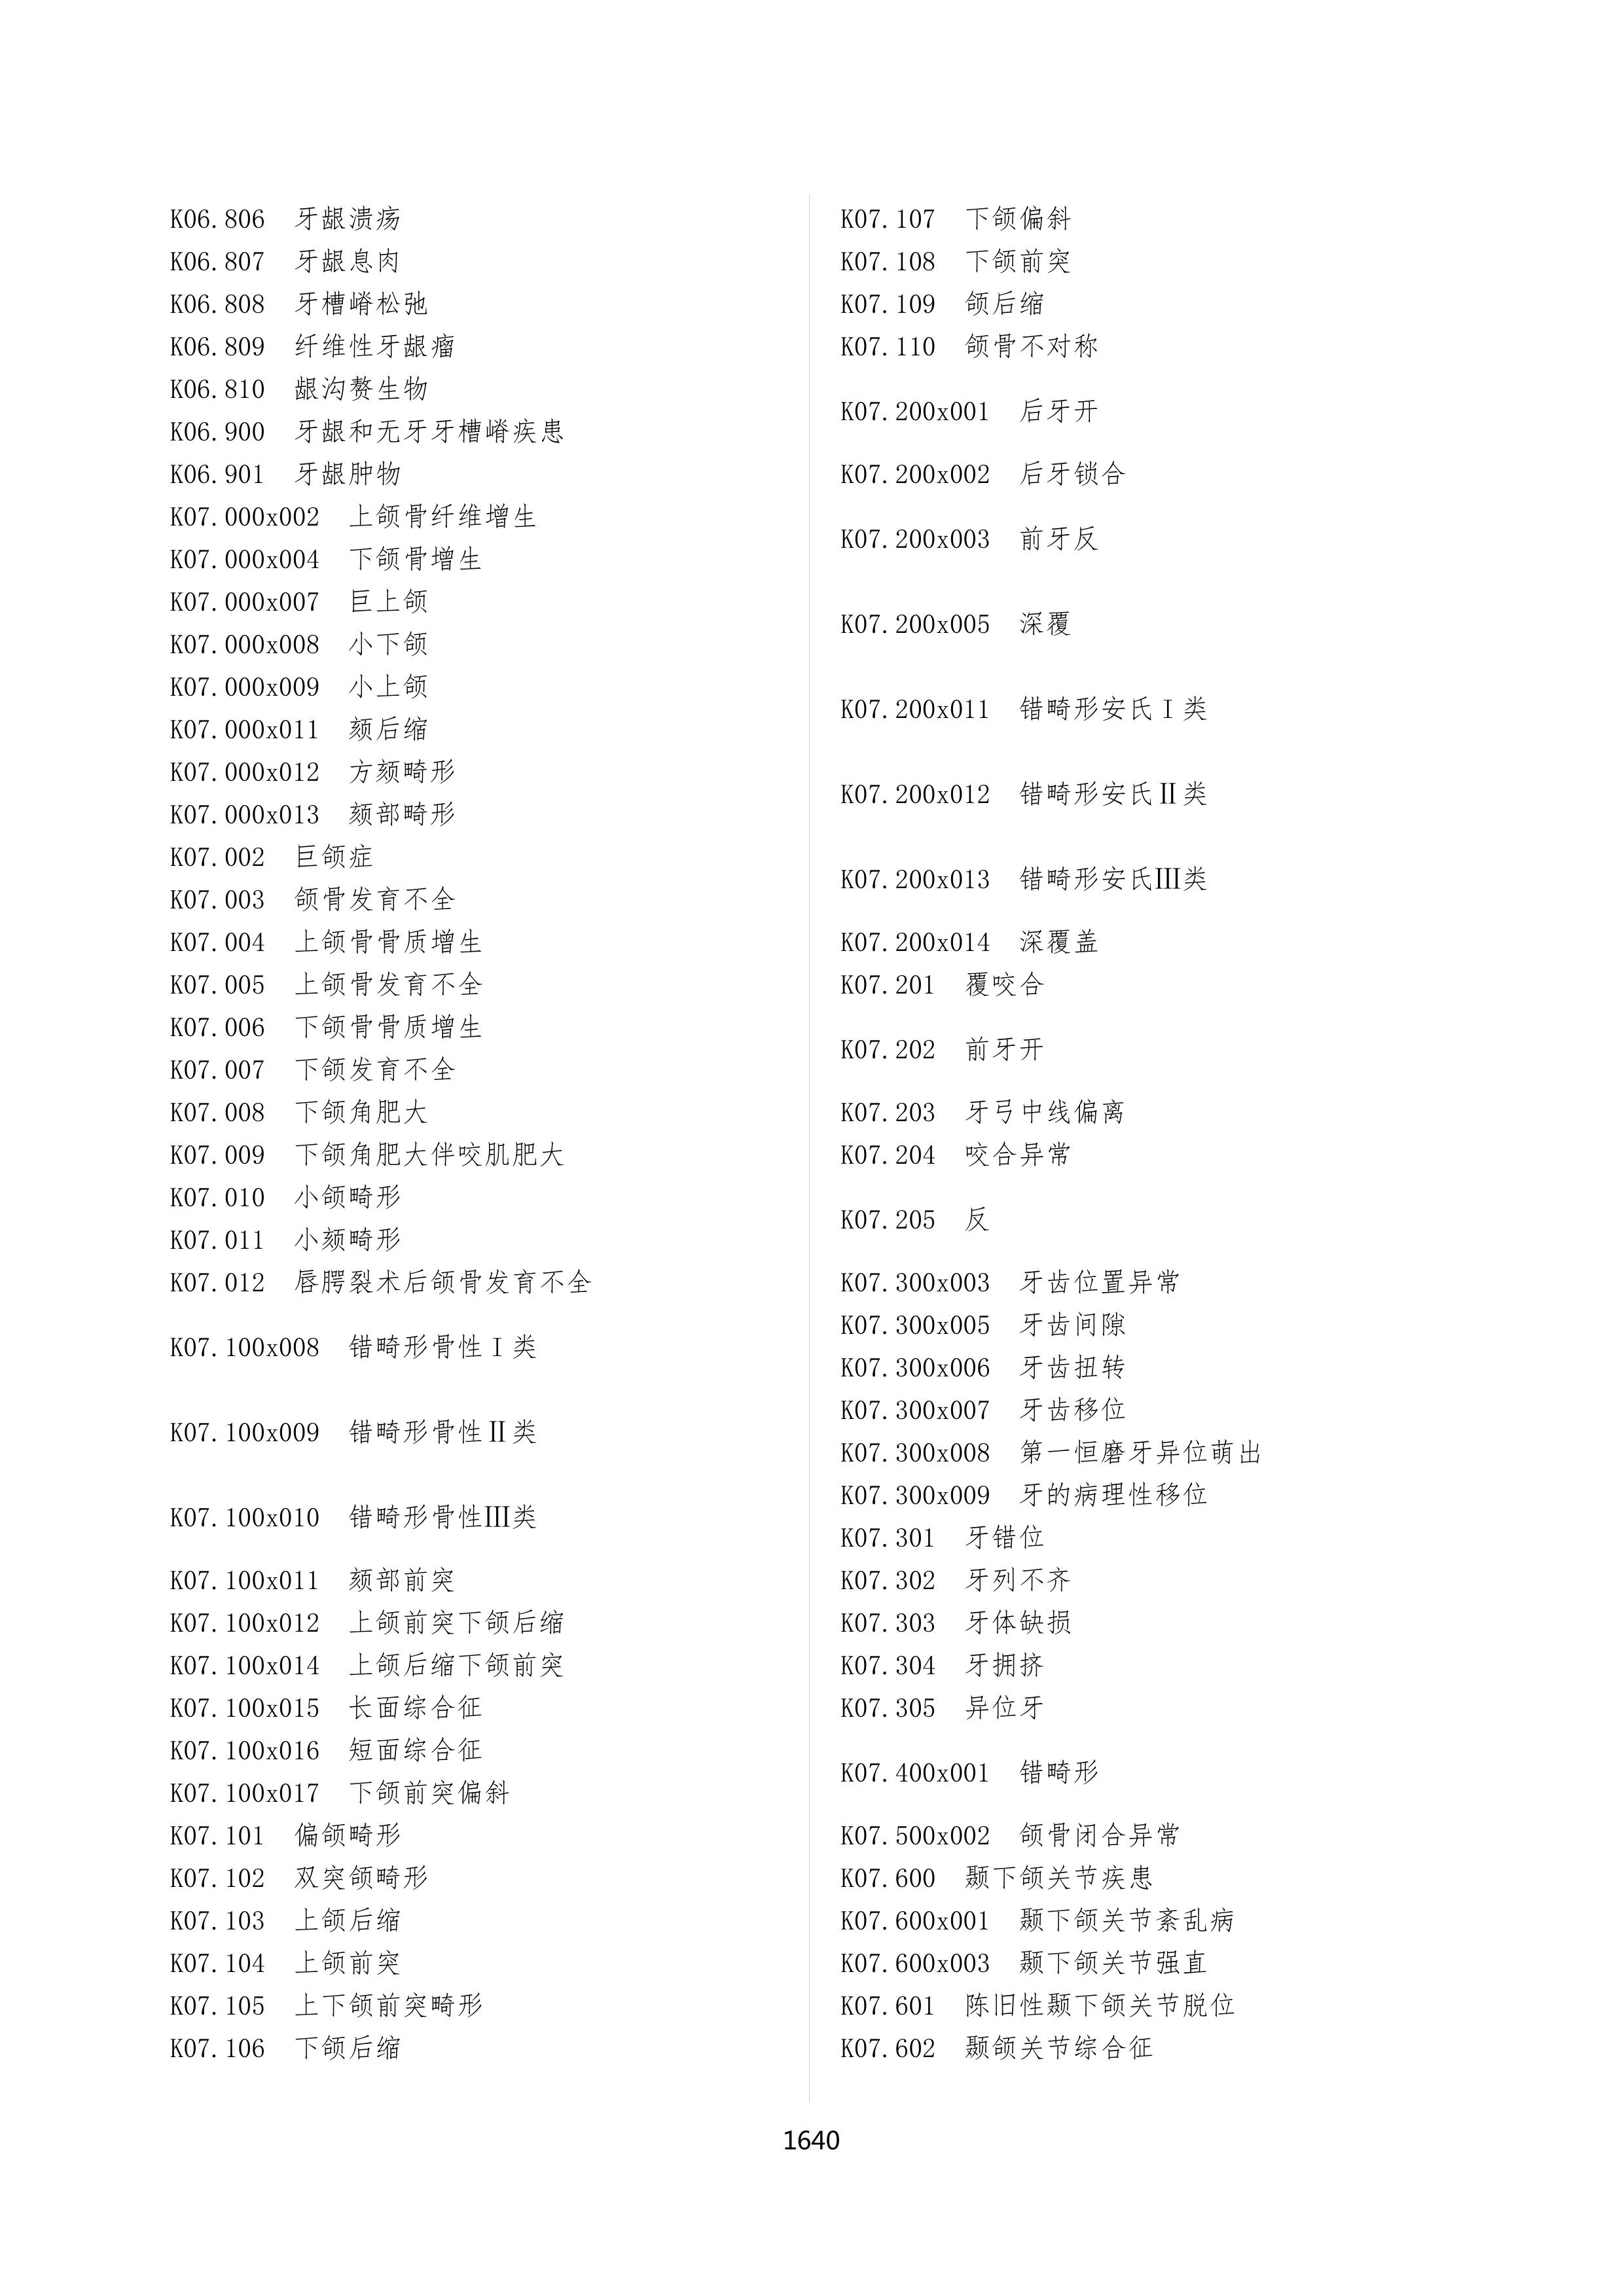 K06.806 牙龈溃疡
K06.807 牙龈息肉
K06.808 牙槽嵴松弛
K06.809 纤维性牙龈瘤
K06.810 龈沟赘生物
K06.900 牙龈和无牙牙槽嵴疾患
K06.901 牙龈肿物
K07.000x002 上颌骨纤维增生
K07.000x004 下颌骨增生
K07.000x007 巨上颌
K07.000x008 小下颌
K07.000x009 小上颌
K07.000x011 颏后缩
K07.000x012 方颏畸形
K07.000x013 颏部畸形
K07.002 巨颌症
K07.003 颌骨发育不全
K07.004 上颌骨骨质增生
K07.005 上颌骨发育不全
K07.006 下颌骨骨质增生
K07.007 下颌发育不全
K07.008 下颌角肥大
K07.009 下颌角肥大伴咬肌肥大
K07.010 小颌畸形
K07.011 小颏畸形
K07.012 唇腭裂术后颌骨发育不全
K07.100x008 错畸形骨性Ⅰ类
K07.100x009 错畸形骨性Ⅱ类
K07.100x010 错畸形骨性Ⅲ类
K07.100x011 颏部前突
K07.100x012 上颌前突下颌后缩
K07.100x014 上颌后缩下颌前突
K07.100x015 长面综合征
K07.100x016 短面综合征
K07.100x017 下颌前突偏斜
K07.101 偏颌畸形
K07.102 双突颌畸形
K07.103 上颌后缩
K07.104 上颌前突
K07.105 上下颌前突畸形
K07.106 下颌后缩
K07.107 下颌偏斜
K07.108 下颌前突
K07.109 颌后缩
K07.110 颌骨不对称
K07.200x001 后牙开
K07.200x002 后牙锁合
K07.200x003 前牙反
K07.200x005 深覆
K07.200x011 错畸形安氏Ⅰ类
K07.200x012 错畸形安氏Ⅱ类
K07.200x013 错畸形安氏Ⅲ类
K07.200x014 深覆盖
K07.201 覆咬合
K07.202 前牙开
K07.203 牙弓中线偏离
K07.204 咬合异常
K07.205 反
K07.300x003 牙齿位置异常
K07.300x005 牙齿间隙
K07.300x006 牙齿扭转
K07.300x007 牙齿移位
K07.300x008 第一恒磨牙异位萌出
K07.300x009 牙的病理性移位
K07.301 牙错位
K07.302 牙列不齐
K07.303 牙体缺损
K07.304 牙拥挤
K07.305 异位牙
K07.400x001 错畸形
K07.500x002 颌骨闭合异常
K07.600 颞下颌关节疾患
K07.600x001 颞下颌关节紊乱病
K07.600x003 颞下颌关节强直
K07.601 陈旧性颞下颌关节脱位
K07.602 颞颌关节综合征
1640